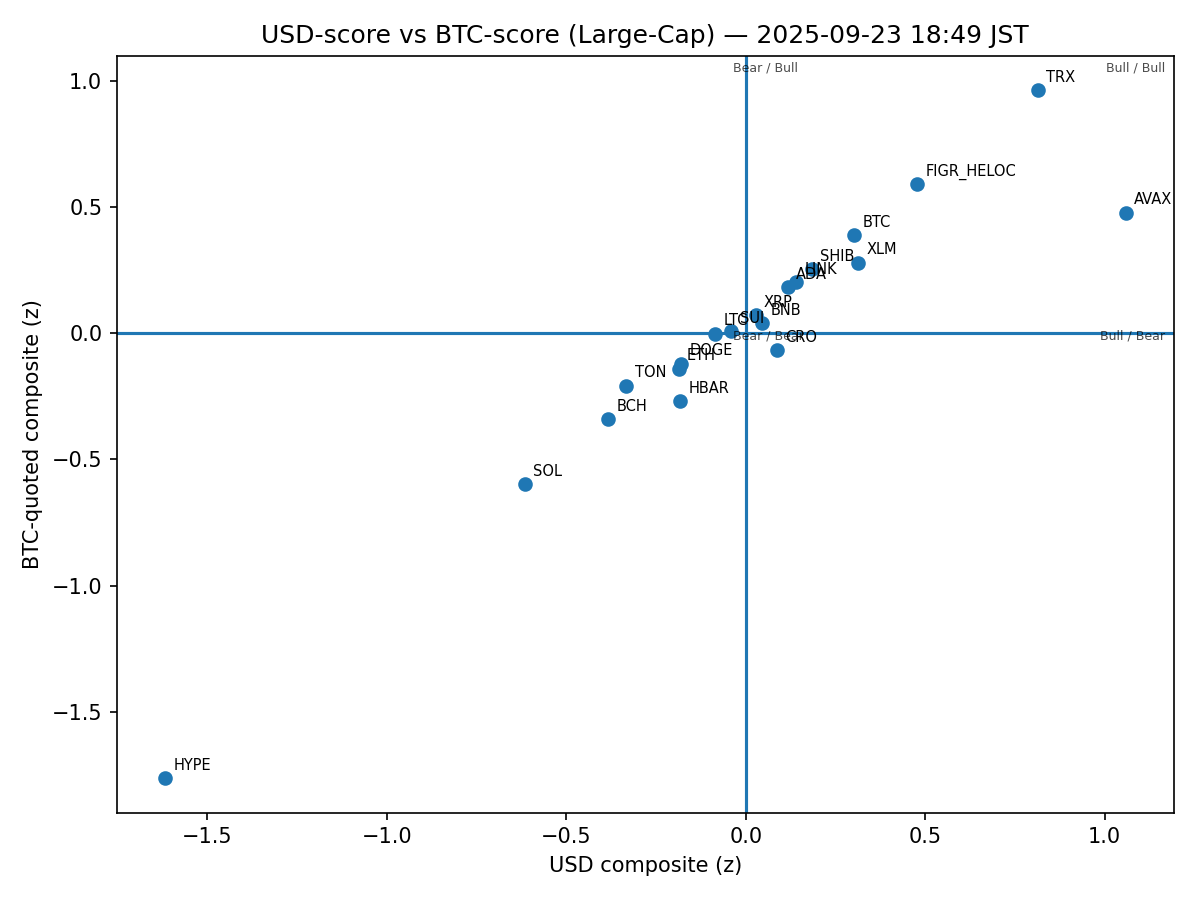 USD-score vs BTC-score (Large-Cap) — 2025-09-23 18:49 JST
Bear / Bull
Bull / Bull
TRX
FIGR_HELOC
AVAX
BTC
XLM
SHIB
LINK
ADA
XRP
BNB
LTC
SUI
Bear / Bear
CRO
Bull / Bear
DOGE
ETH
TON
HBAR
BCH
SOL
HYPE
1.0
0.5
0.0
−0.5
−1.0
−1.5
BTC-quoted composite (z)
−1.5
−1.0
−0.5
0.0
0.5
1.0
USD composite (z)